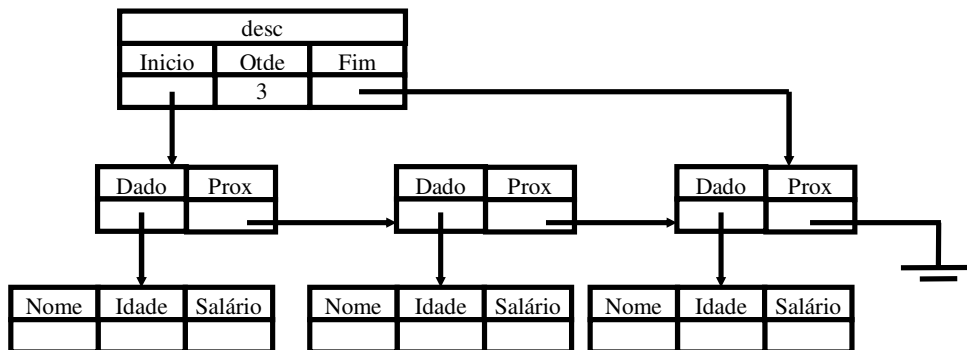 desc
Inicio Otde Fim
3
Dado Prox Dado Prox Dado Prox
Nome Idade Salário Nome Idade Salário Nome Idade Salário